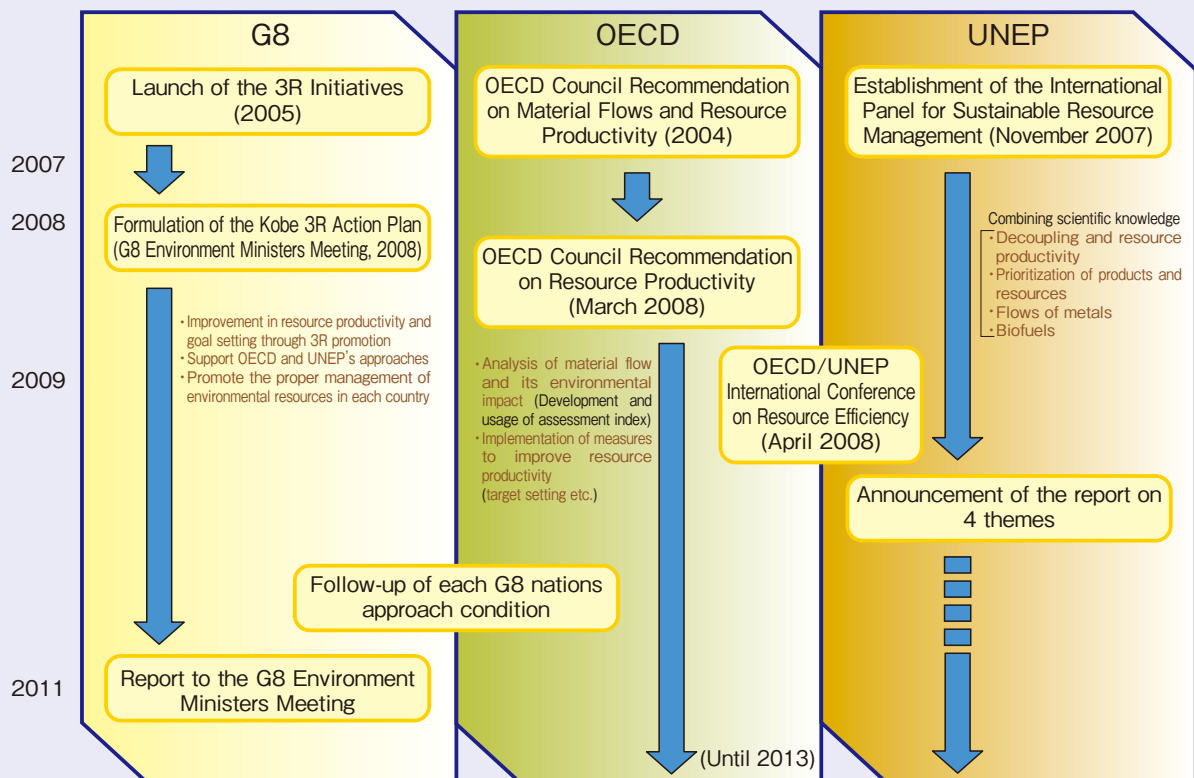 G8
Launch of the 3R Initiatives
(2005)
2007
2008
Formulation of the Kobe 3R Action Plan
(G8 Environment Ministers Meeting, 2008)
・Improvement in resource productivity and
goal setting through 3R promotion
・Support OECD and UNEP's approaches
・Promote the proper management of
environmental resources in each country
2009
Follow-up of each G8 nations
approach condition
2011
Report to the G8 Environment
Ministers Meeting
OECD
OECD Council Recommendation
on Material Flows and Resource
Productivity (2004)
OECD Council Recommendation
on Resource Productivity
(March 2008)
・Analysis of material flow
and its environmental
impact (Development and
usage of assessment index)
・Implementation of measures
to improve resource
productivity
(target setting etc.)
OECD/UNEP
International Conference
on Resource Efficiency
(April 2008)
(Until 2013)
UNEP
Establishment of the International
Panel for Sustainable Resource
Management (November 2007)
Combining scientific knowledge
・Decoupling and resource
productivity
・Prioritization of products and
resources
・Flows of metals
・Biofuels
Announcement of the report on
4 themes